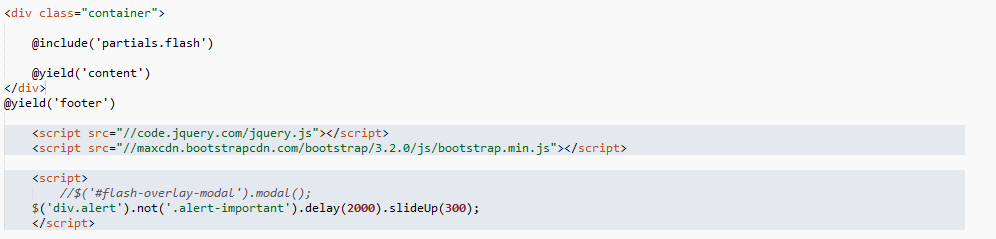 <div class="container">
@include('partials.flash')
@yield('content')
</div>
@yield('footer')
<script src="//code.jquery.com/jquery.js"></script>
<script src="//maxcdn.bootstrapcdn.com/bootstrap/3.2.0/js/bootstrap.min.js"></script>
<script>
//$('#flash-overlay-modal').modal();
$('div.alert').not('.alert-important').delay(2000).slideUp(300);
</script>